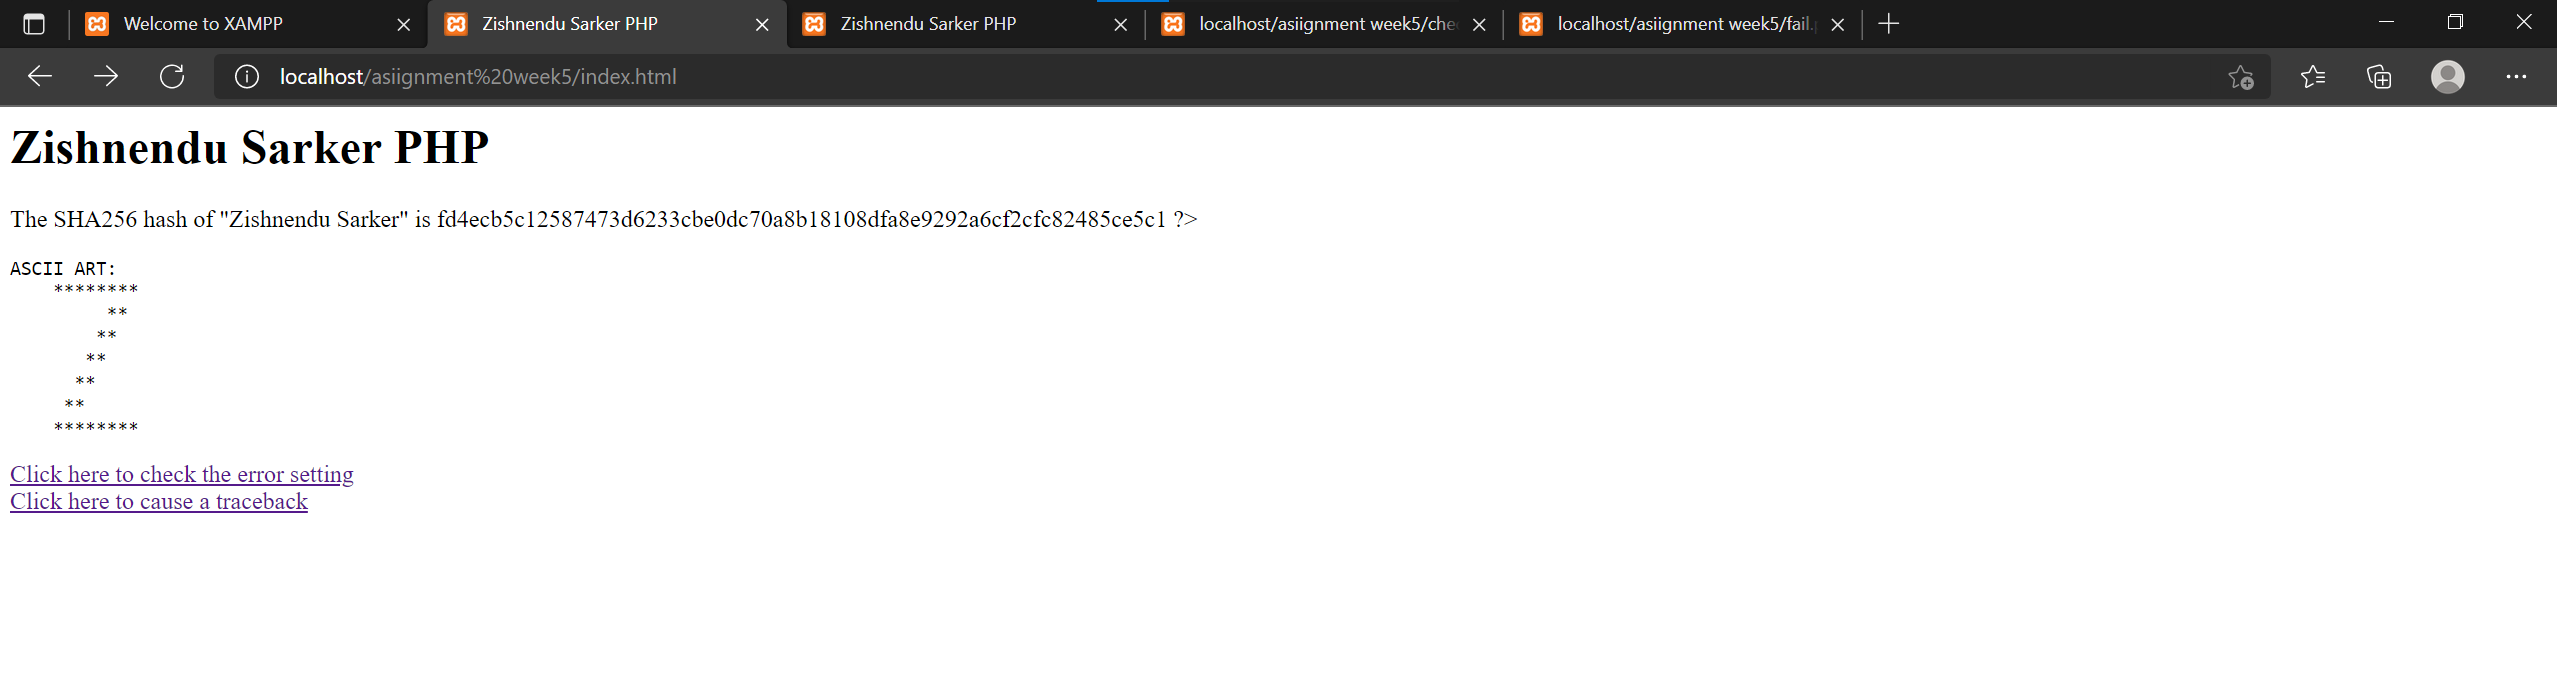 Welcome to XAMPP
Zishnendu Sarker PHP
Zishnendu Sarker PHP
localhost/asiignment week5/che
localhost/asiignment week5/fail.
localhost/asiignment%20week5/index.html
Zishnendu Sarker PHP
The SHA256 hash of "Zishnendu Sarker" is fd4ecb5c12587473d6233cbe0dc70a8b18108dfa8e9292a6cf2cfc82485ce5c1 ?>
ASCII ART:
    ********
         **
        **
       **
      **
     **
    ********
Click here to check the error setting
Click here to cause a traceback